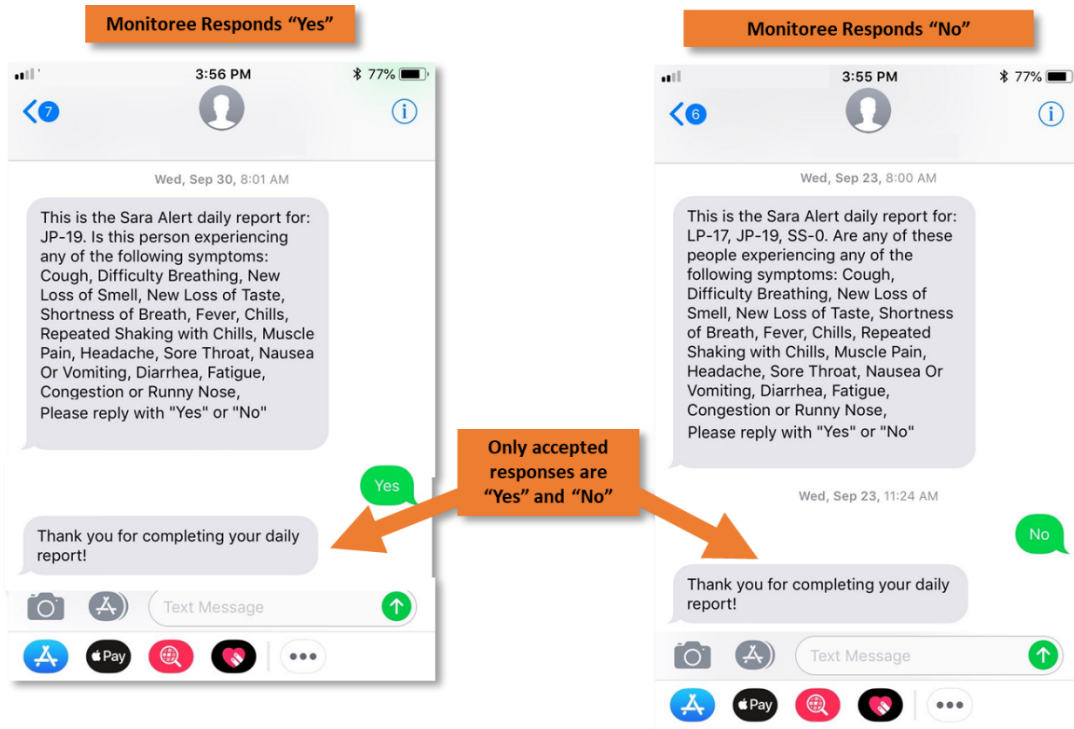 Monitoree Responds “Yes”
3:56 PM
77%
7
Wed, Sep 30, 8:01 AM
This is the Sara Alert daily report for:
JP-19. Is this person experiencing
any of the following symptoms:
Cough, Difficulty Breathing, New
Loss of Smell, New Loss of Taste,
Shortness of Breath, Fever, Chills,
Repeated Shaking with Chills, Muscle
Pain, Headache, Sore Throat, Nausea
Or Vomiting, Diarrhea, Fatigue,
Congestion or Runny Nose,
Please reply with "Yes" or "No"
Yes
Thank you for completing your daily
report!
Text Message
Pay
Only accepted
responses are
“Yes” and “No”
Monitoree Responds “No”
3:55 PM
77%
6
Wed, Sep 23, 8:00 AM
This is the Sara Alert daily report for:
LP-17, JP-19, SS-0. Are any of these
people experiencing any of the
following symptoms: Cough,
Difficulty Breathing, New Loss of
Smell, New Loss of Taste, Shortness
of Breath, Fever, Chills, Repeated
Shaking with Chills, Muscle Pain,
Headache, Sore Throat, Nausea Or
Vomiting, Diarrhea, Fatigue,
Congestion or Runny Nose,
Please reply with "Yes" or "No"
Wed, Sep 23, 11:24 AM
No
Thank you for completing your daily
report!
Text Message
Pay